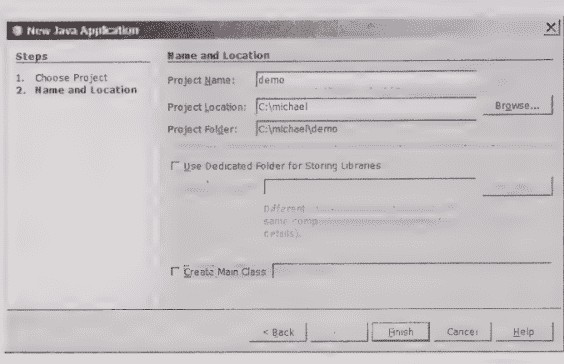 New Java Application
Steps
1. Choose Project
2. Name and Location
Name and Location
Project Name: demo
Project Location: C:\michael
Browse...
Project Folder: C:\michael\demo
Use Dedicated Folder for Storing Libraries
Different
same
details).
Create Main Class
< Back
Finish
Cancel
Help